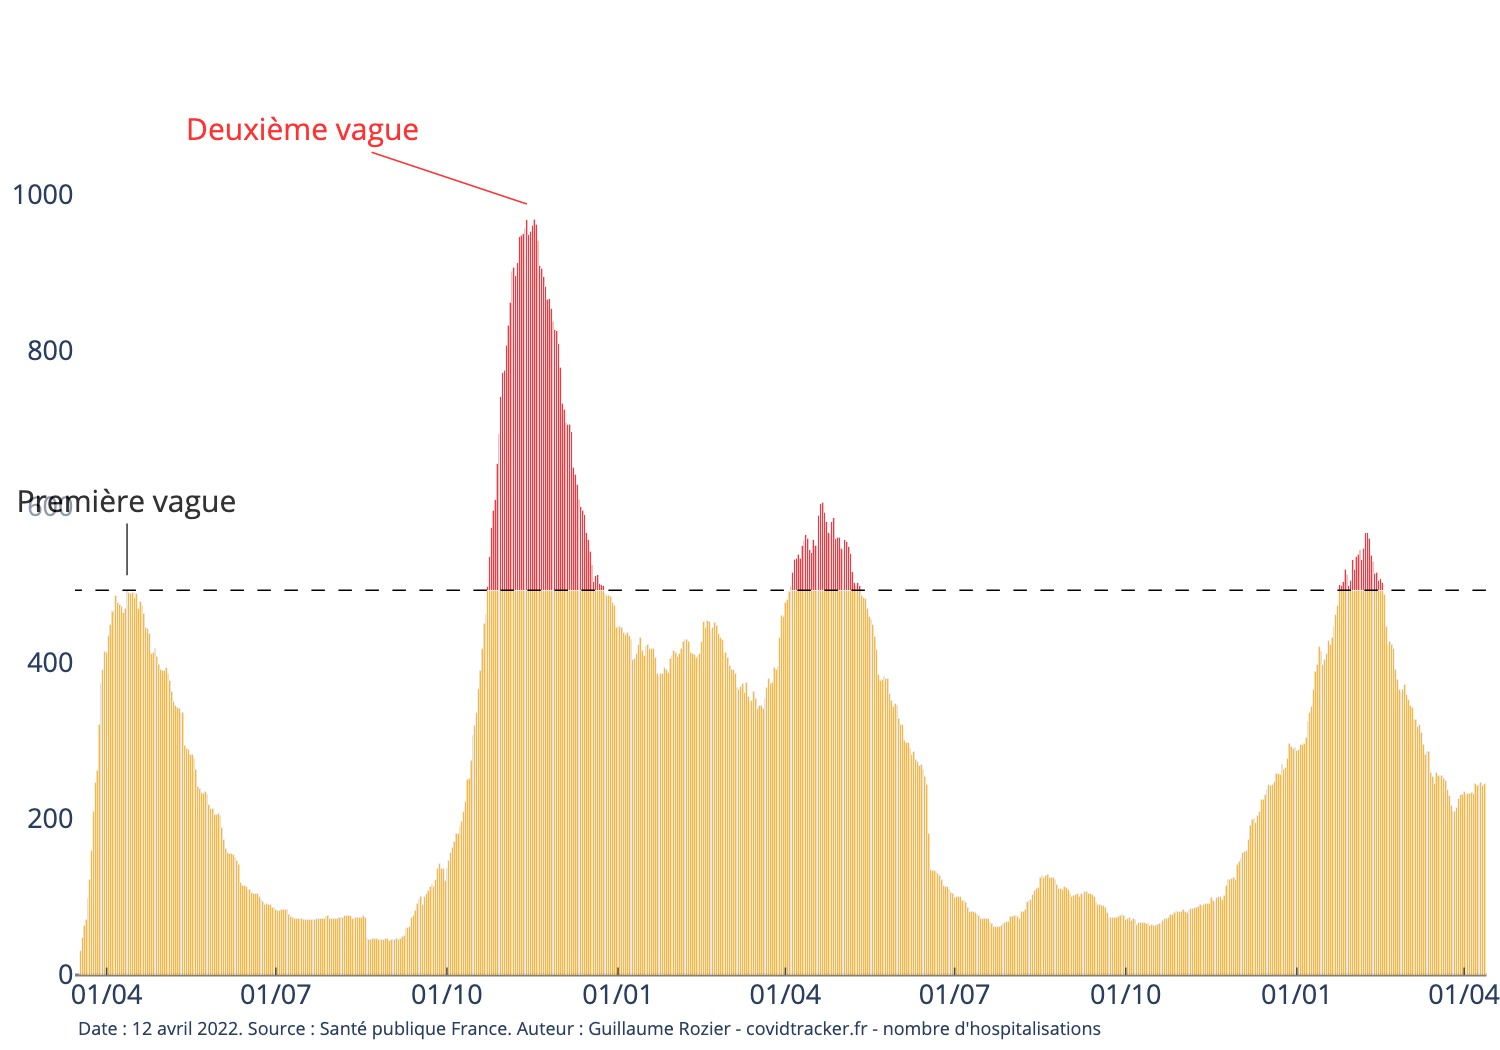 Deuxième vague
1000
800
Première vague
600
400
200
0
01/04 01/07 01/10 01/01 01/04 01/07 01/10 01/01 01/04
Date : 12 avril 2022. Source : Santé publique France. Auteur : Guillaume Rozier - covidtracker.fr - nombre d'hospitalisations